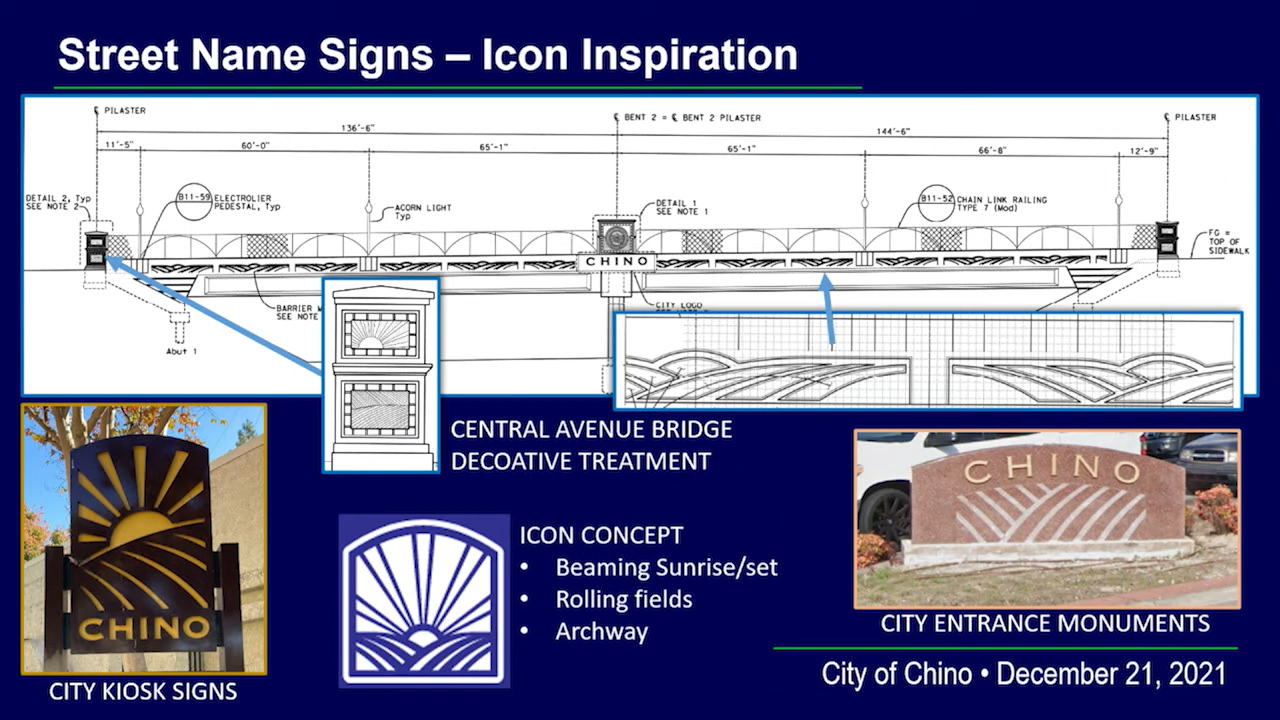 Street Name Signs – Icon Inspiration
℄ PILASTER
℄ BENT 2 = ℄ BENT 2 PILASTER
℄ PILASTER
136'-6"
144'-6"
11'-5"
60'-0"
65'-1"
65'-1"
66'-8"
12'-9"
DETAIL 2, Typ
SEE NOTE 2
B11-59
ELECTROLIER
PEDESTAL, Typ
ACORN LIGHT
Typ
DETAIL 1
SEE NOTE 1
B11-52
CHAIN LINK RAILING
TYPE 7 (Mod)
FG =
TOP OF
SIDEWALK
CHINO
BARRIER
SEE NOTE
CITY LOGO
Abut 1
CENTRAL AVENUE BRIDGE
DECOATIVE TREATMENT
CHINO
CITY KIOSK SIGNS
ICON CONCEPT
• Beaming Sunrise/set
• Rolling fields
• Archway
CHINO
CITY ENTRANCE MONUMENTS
City of Chino • December 21, 2021